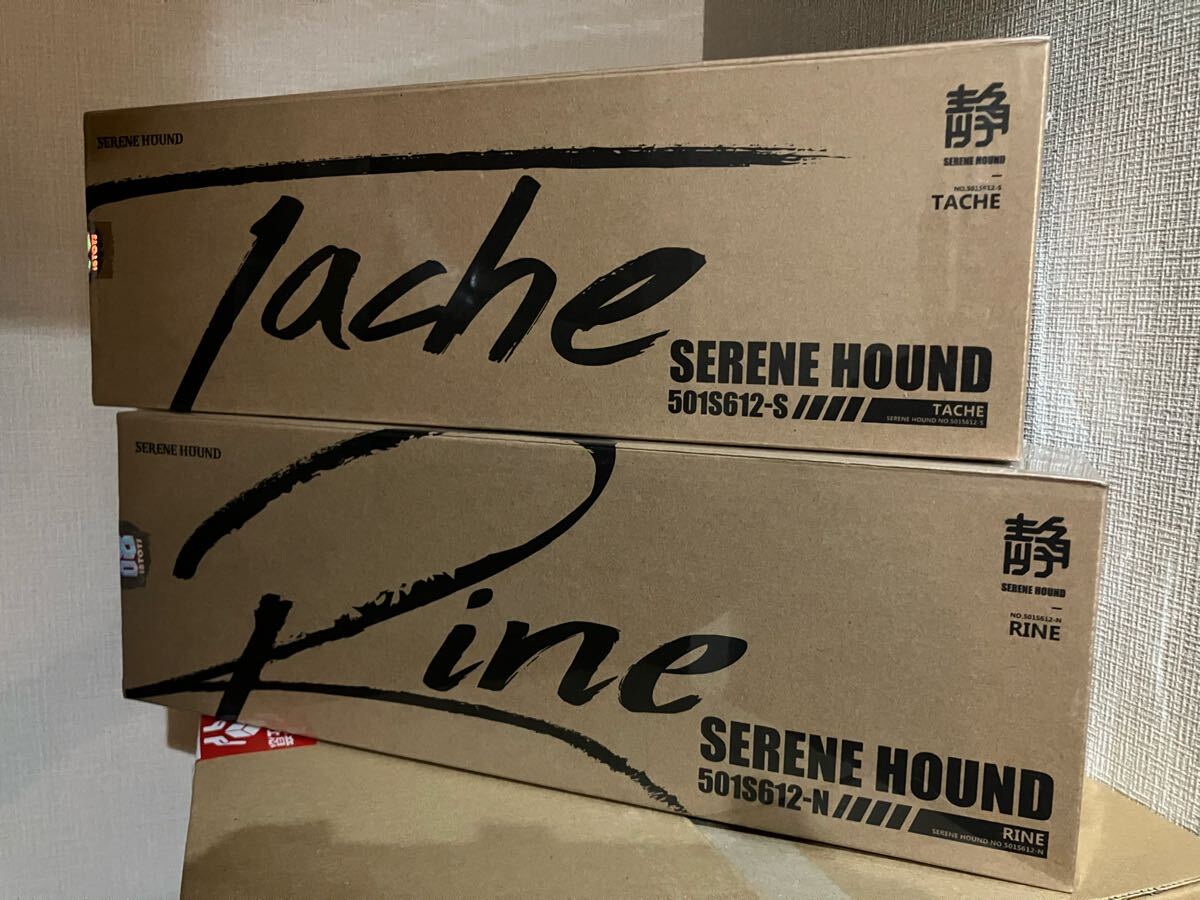 SERENE HOUND
静
SERENE HOUND
NO.501S612-S
TACHE
Tache
SERENE HOUND
501S612-S
TACHE
SERENE HOUND NO.501S612-S
SERENE HOUND
静
SERENE HOUND
NO.501S612-N
RINE
Rine
SERENE HOUND
501S612-N
RINE
SERENE HOUND NO.501S612-N